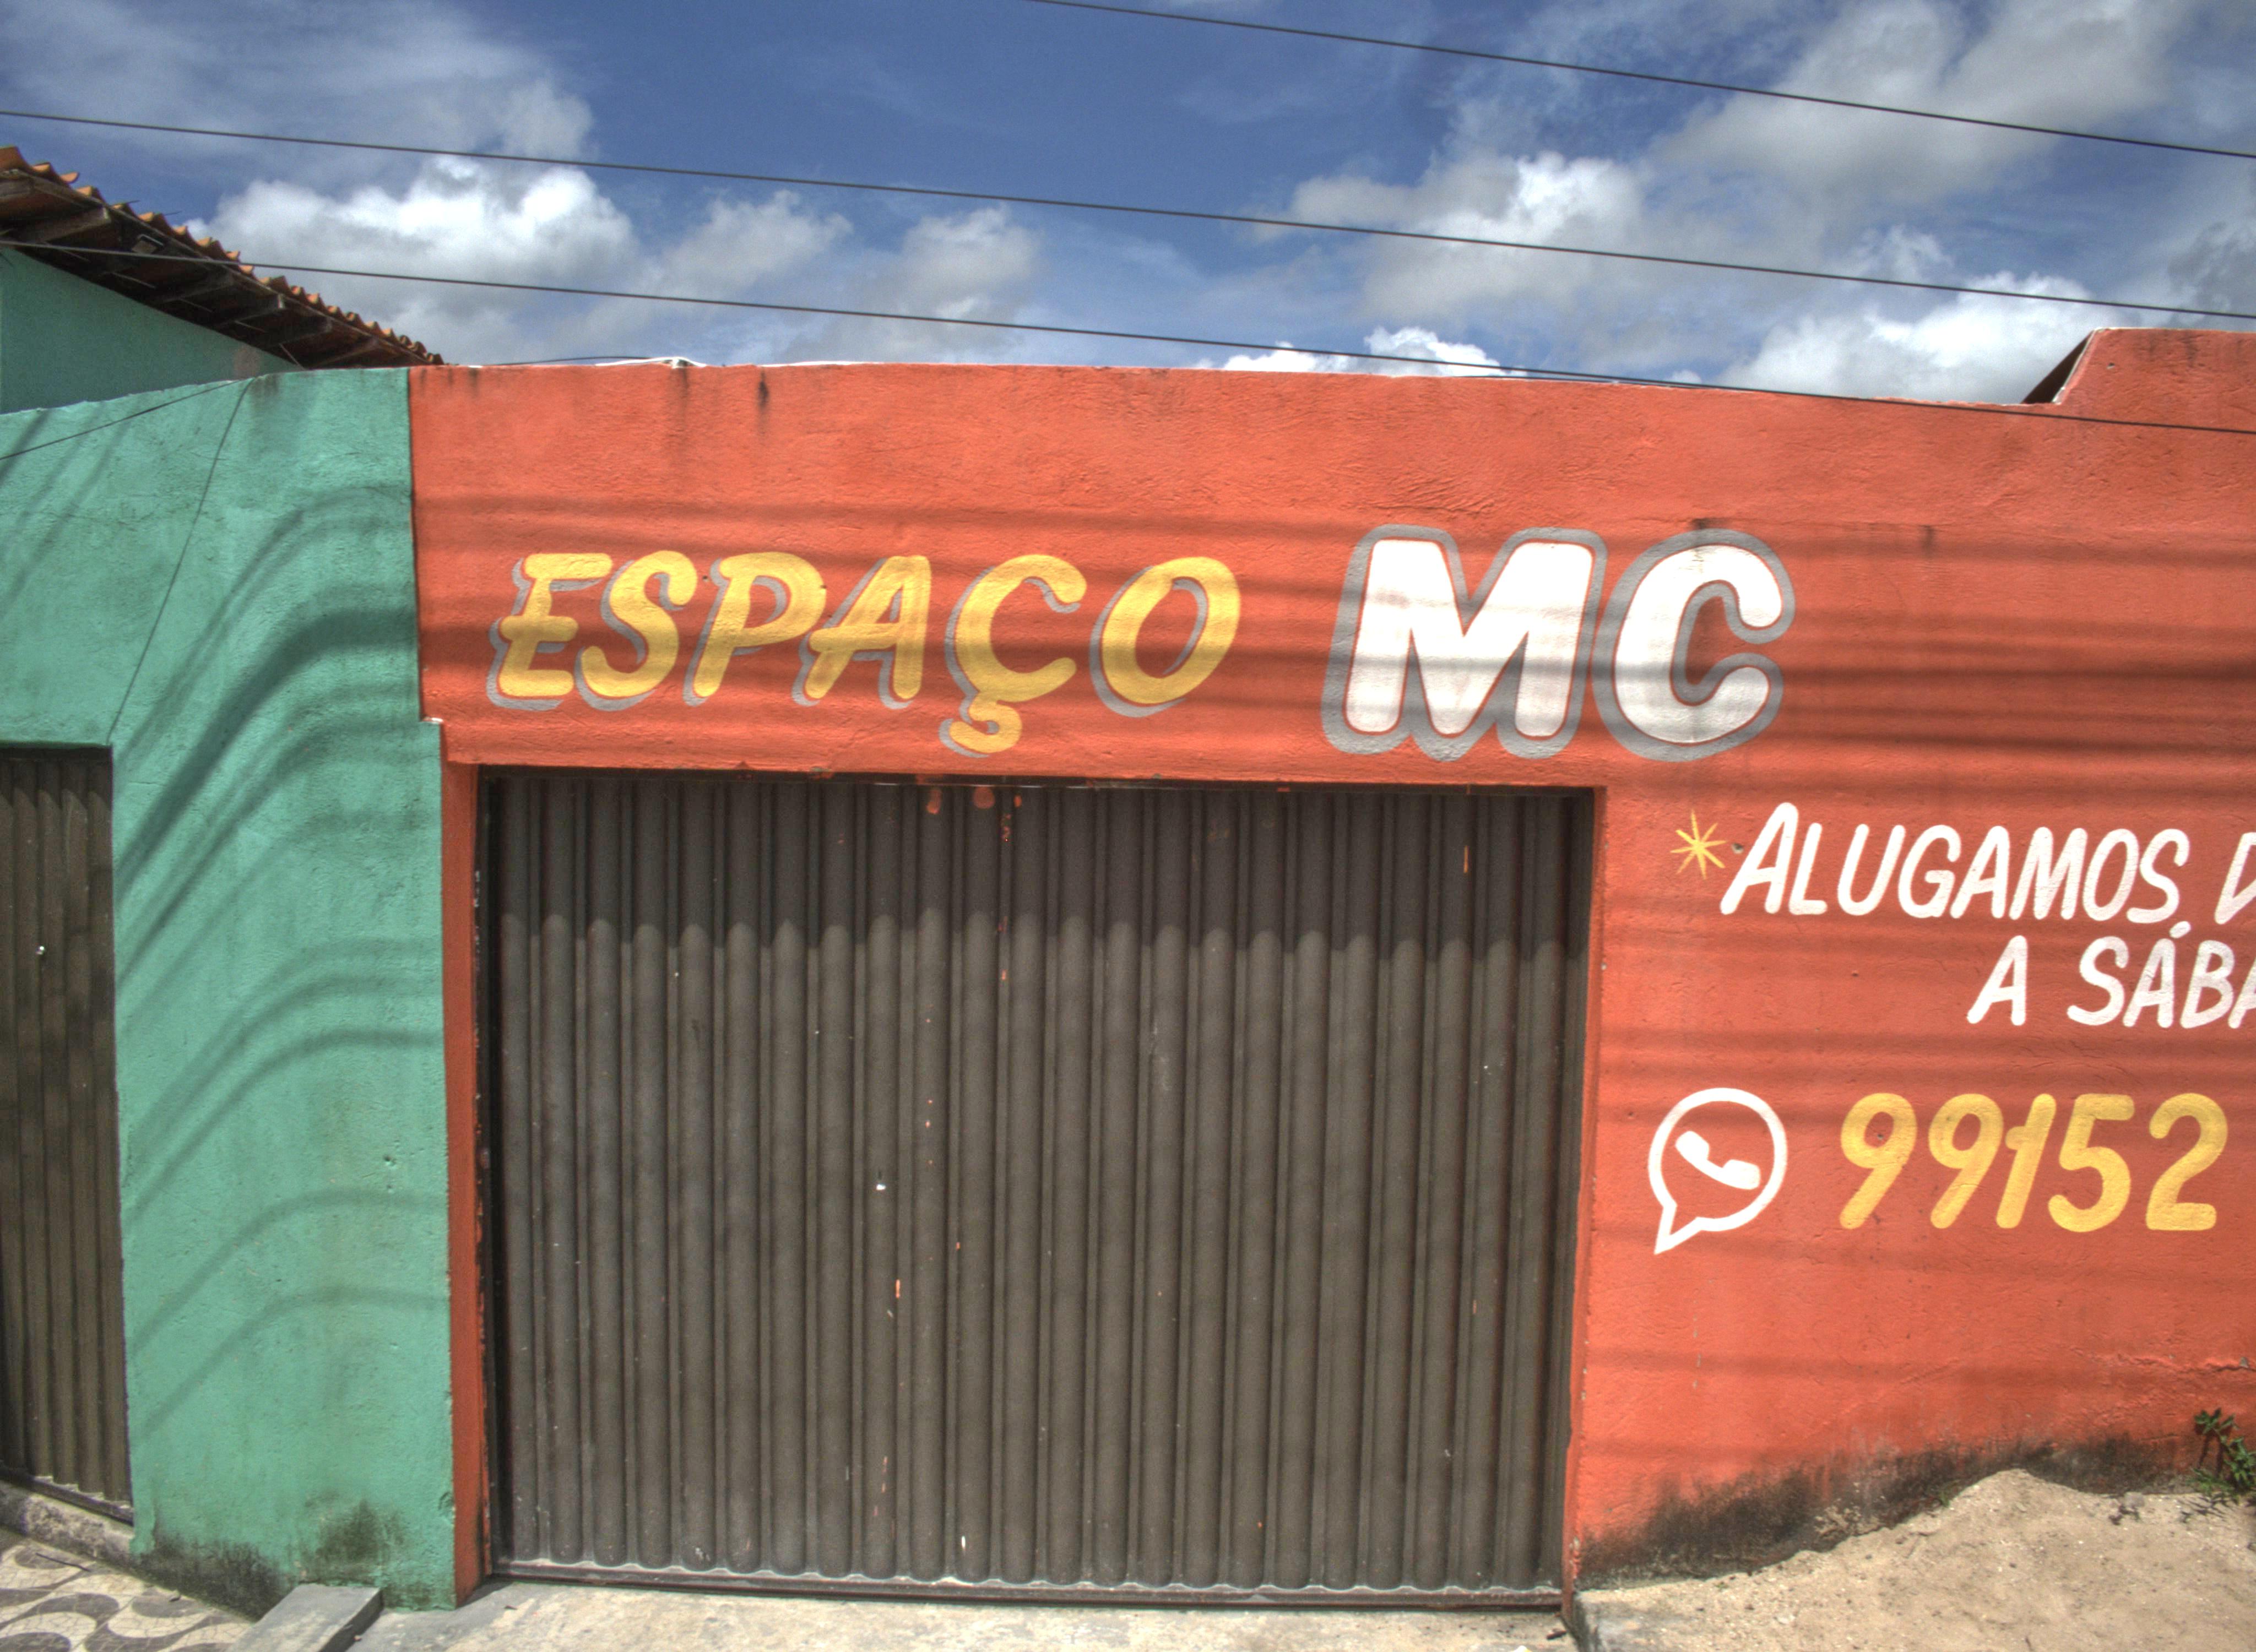 ESPAÇO MC
*ALUGAMOS
A
99152